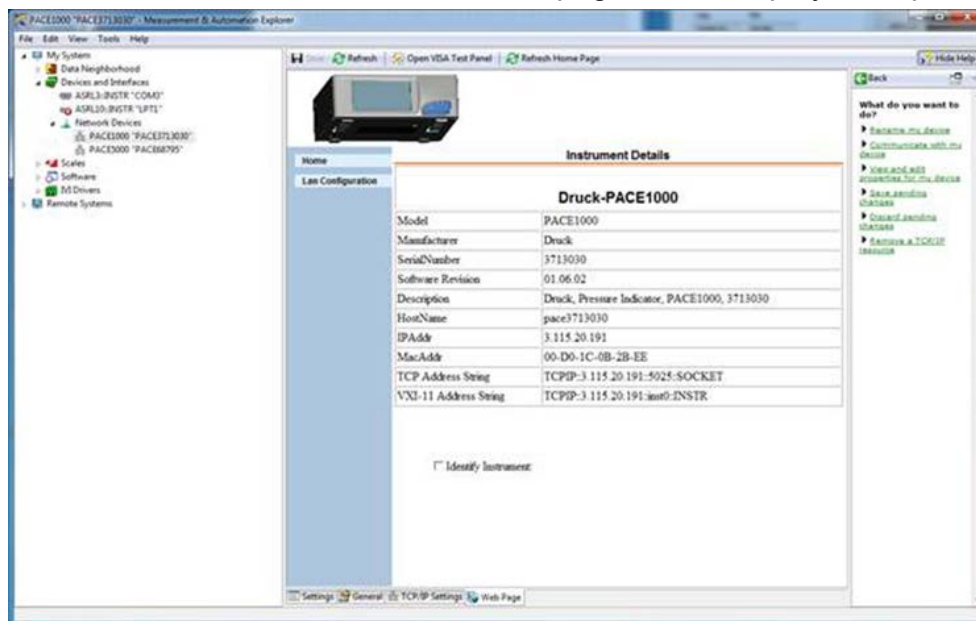 PACE1000 "PACE3713030" - Measurement & Automation Explorer
File Edit View Tools Help
My System
Data Neighborhood
Devices and Interfaces
ASRL3::INSTR "COM3"
ASRL10::INSTR "LPT1"
Network Devices
PACE1000 "PACE3713030"
PACE5000 "PACE68795"
Scales
Software
IVI Drivers
Remote Systems
Save Refresh Open VISA Test Panel Refresh Home Page Hide Help
Home
Lan Configuration
Instrument Details
Druck-PACE1000
Model PACE1000
Manufacturer Druck
SerialNumber 3713030
Software Revision 01.06.02
Description Druck, Pressure Indicator, PACE1000, 3713030
HostName pace3713030
IPAddr 3.115.20.191
MacAddr 00-D0-1C-0B-2B-EE
TCP Address String TCPIP::3.115.20.191::5025::SOCKET
VXI-11 Address String TCPIP::3.115.20.191::inst0::INSTR
Identify Instrument
Settings General TCP/IP Settings Web Page
Back
What do you want to
do?
Rename my device
Communicate with my
device
View and edit
properties for my device
Save pending
changes
Discard pending
changes
Remove a TCP/IP
resource